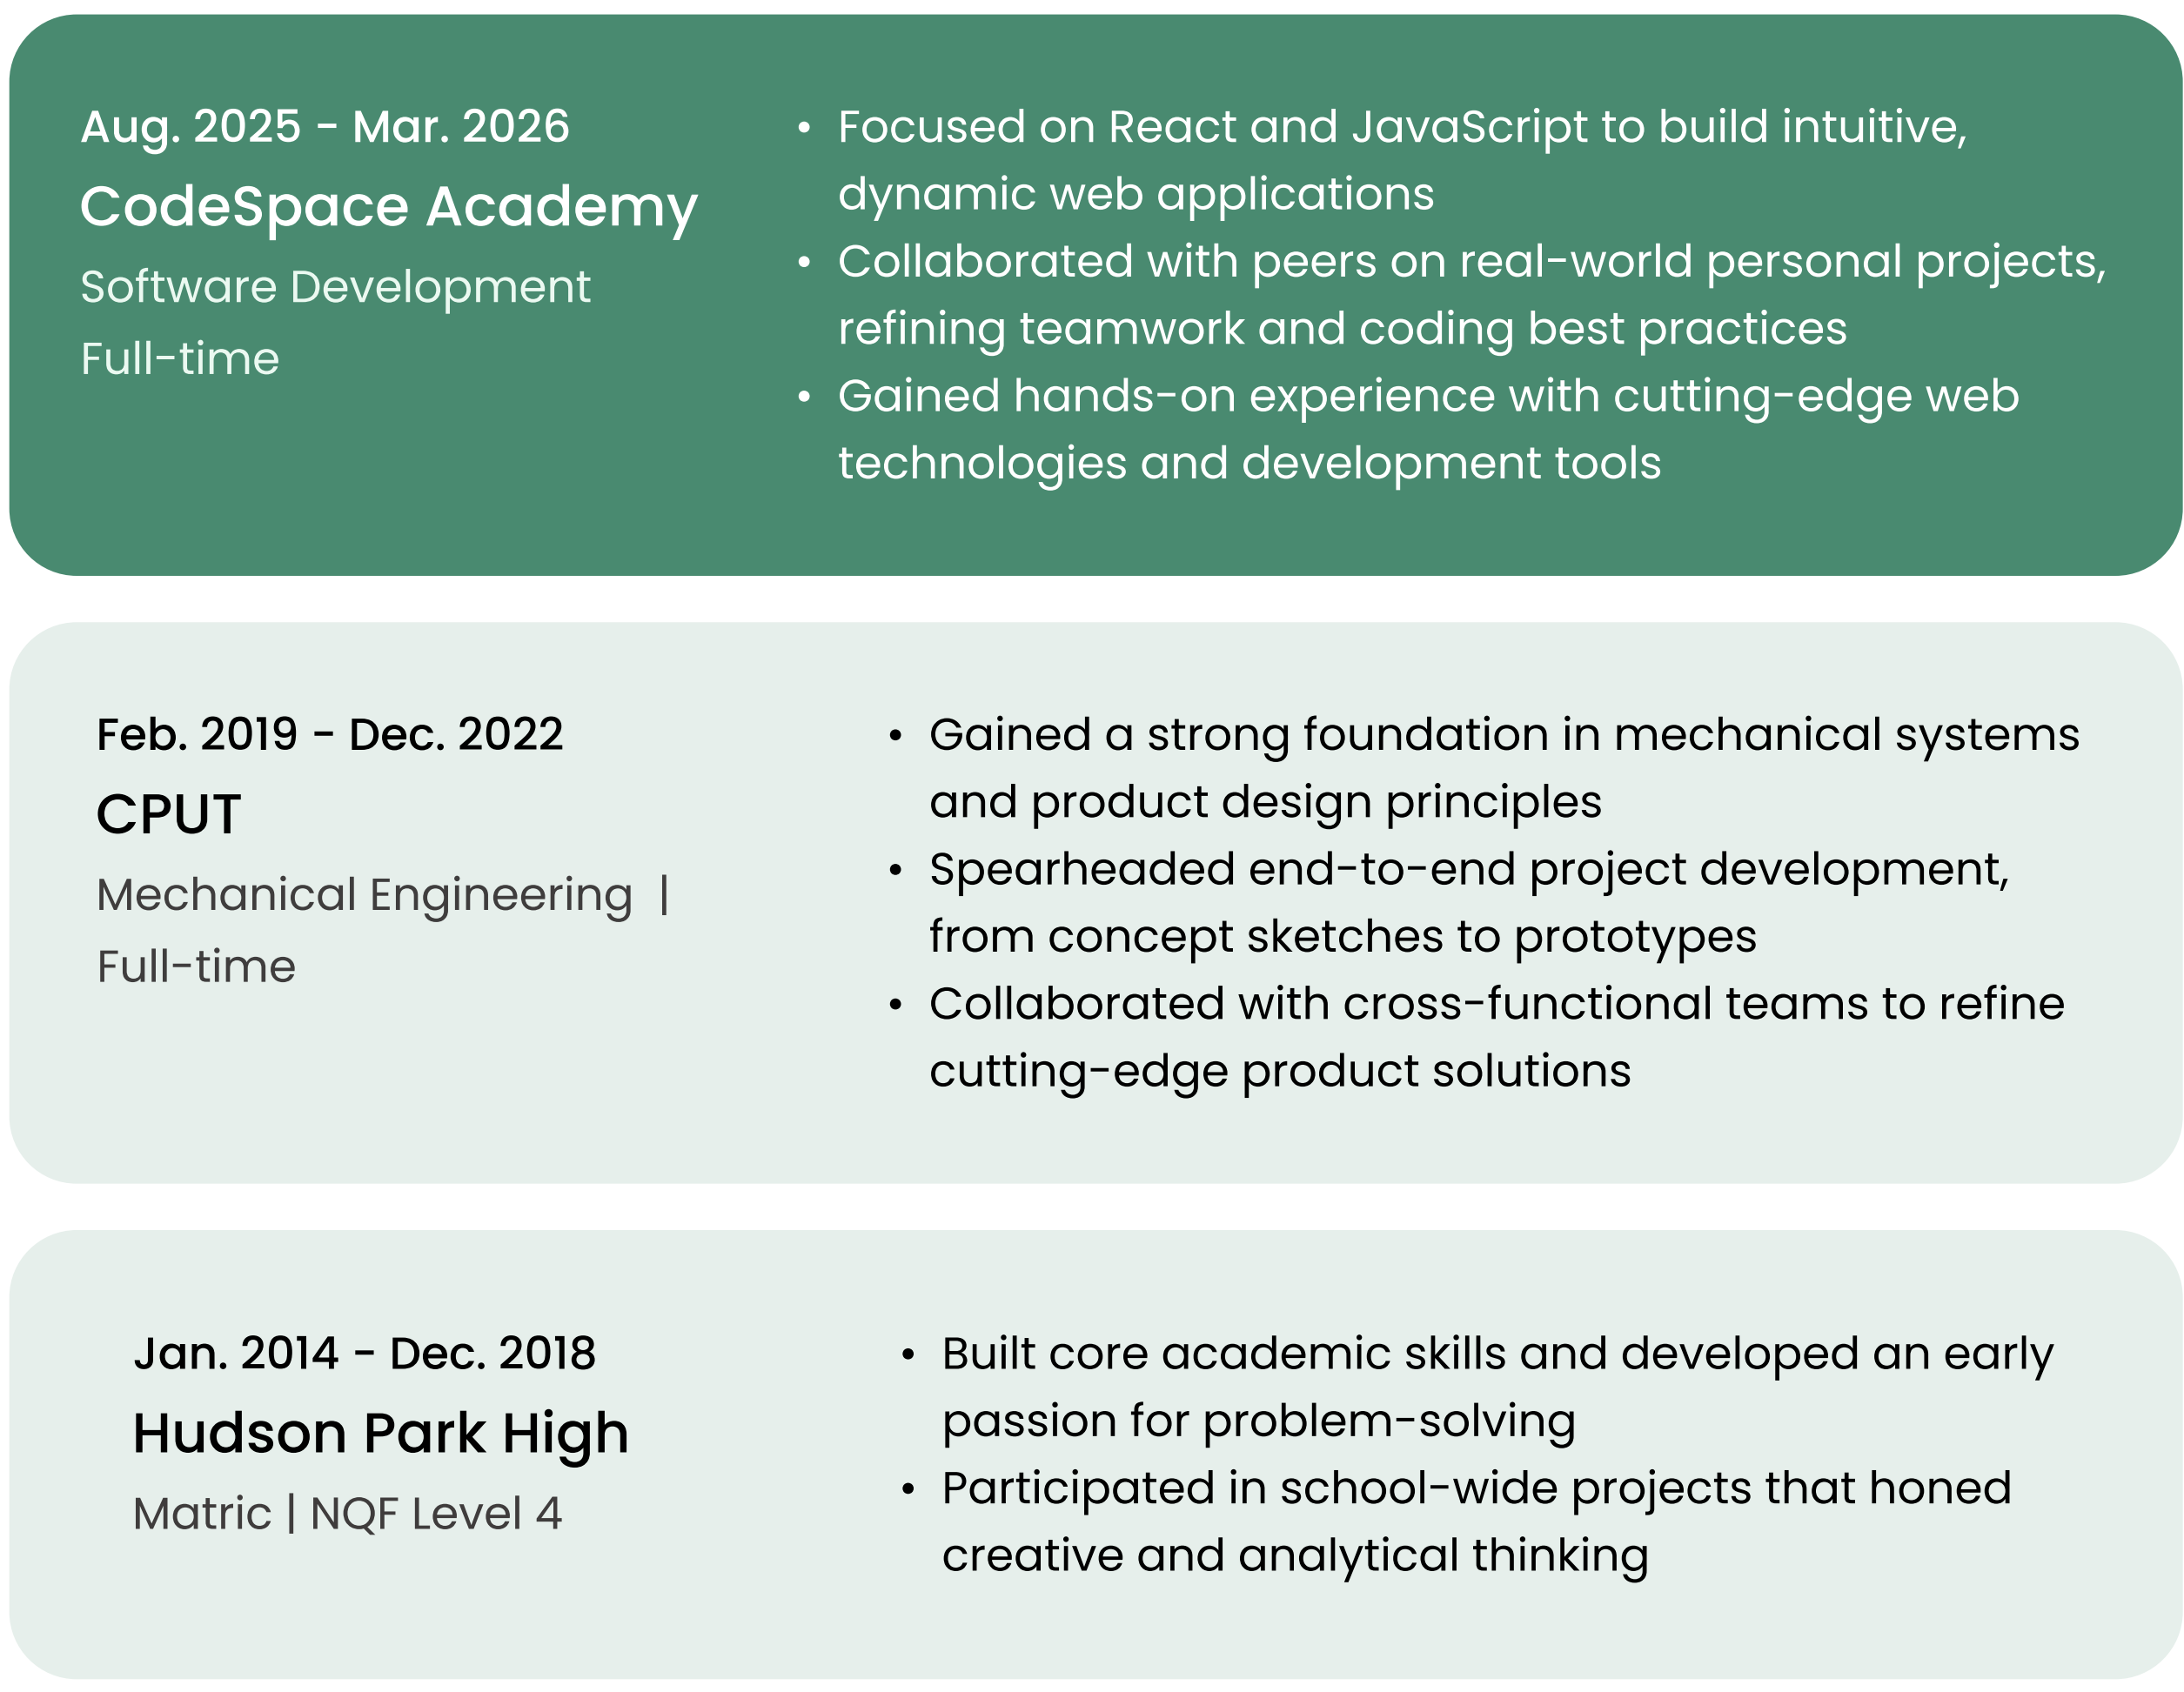 Aug. 2025 - Mar. 2026
CodeSpace Academy
Software Development
Full-time
• Focused on React and JavaScript to build intuitive,
dynamic web applications
• Collaborated with peers on real-world personal projects,
refining teamwork and coding best practices
• Gained hands-on experience with cutting-edge web
technologies and development tools
Feb. 2019 - Dec. 2022
CPUT
Mechanical Engineering |
Full-time
• Gained a strong foundation in mechanical systems
and product design principles
• Spearheaded end-to-end project development,
from concept sketches to prototypes
• Collaborated with cross-functional teams to refine
cutting-edge product solutions
Jan. 2014 - Dec. 2018
Hudson Park High
Matric | NQF Level 4
• Built core academic skills and developed an early
passion for problem-solving
• Participated in school-wide projects that honed
creative and analytical thinking